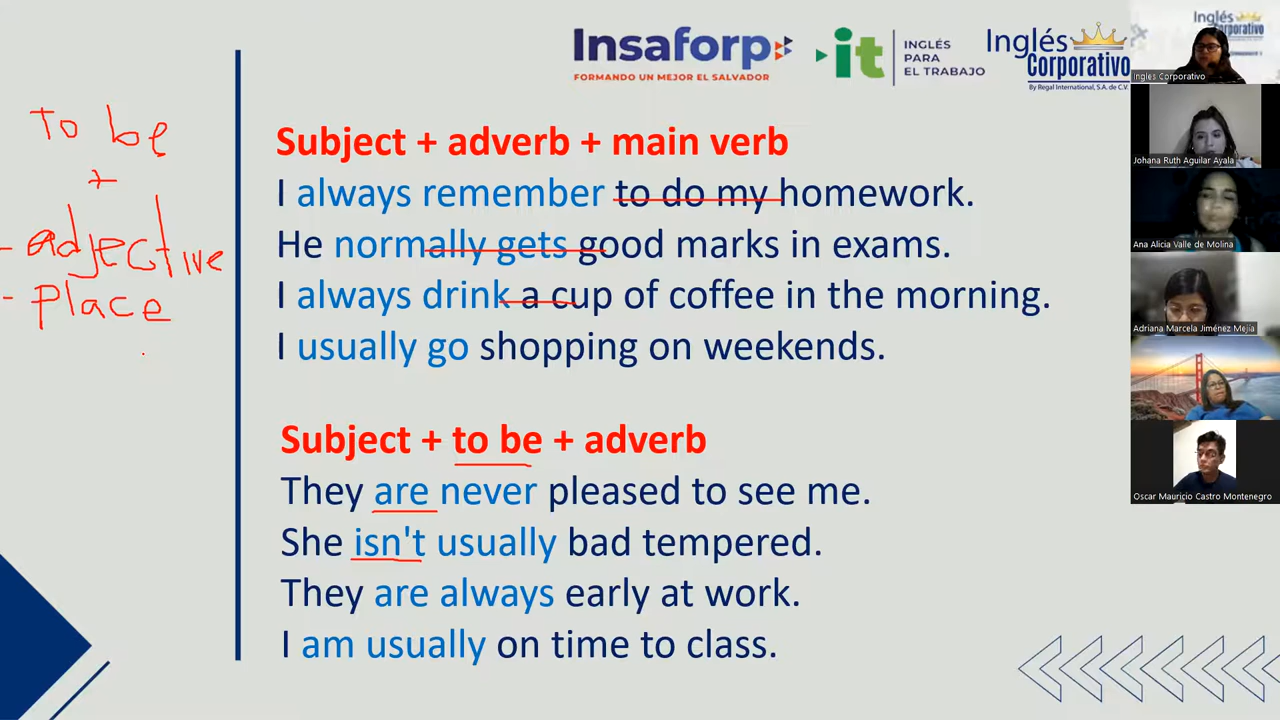 Insaforp
FORMANDO UN MEJOR EL SALVADOR
it
INGLÉS
PARA
EL TRABAJO
Inglés
Corporativo
By Regal International, S.A. de C.V.
To be
+
- adjective
- place
Subject + adverb + main verb
I always remember to do my homework.
He normally gets good marks in exams.
I always drink a cup of coffee in the morning.
I usually go shopping on weekends.
Subject + to be + adverb
They are never pleased to see me.
She isn't usually bad tempered.
They are always early at work.
I am usually on time to class.
Inglés
Corporativo
Ingles Corporativo
Johana Ruth Aguilar Ayala
Ana Alicia Valle de Molina
Adriana Marcela Jiménez Mejía
Oscar Mauricio Castro Montenegro